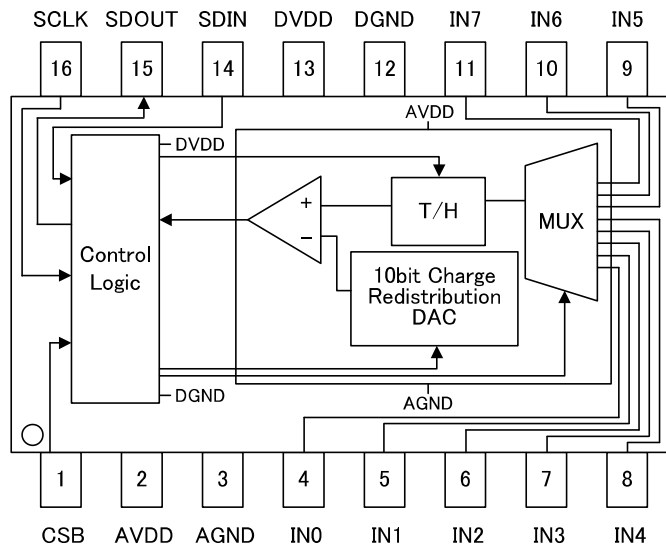 SCLK SDOUT SDIN DVDD DGND IN7 IN6 IN5
16 15 14 13 12 11 10 9
AVDD
DVDD
T/H
MUX
+
−
Control
Logic
10bit Charge
Redistribution
DAC
DGND
AGND
1 2 3 4 5 6 7 8
CSB AVDD AGND IN0 IN1 IN2 IN3 IN4